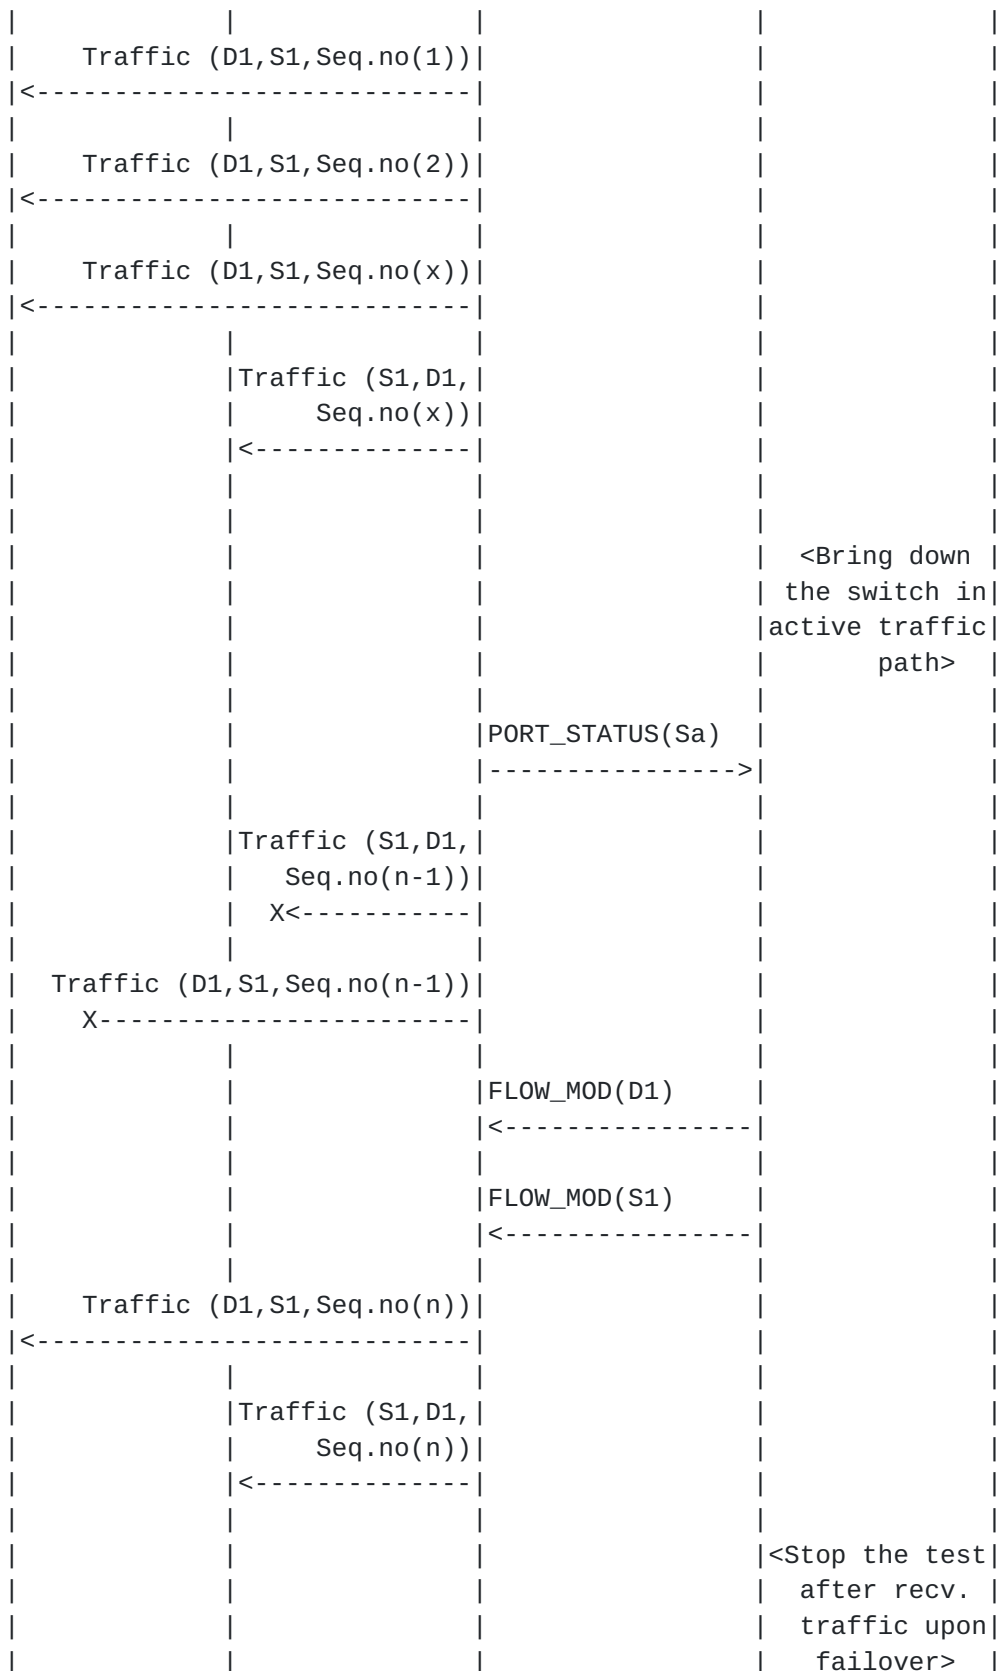 |             |               |                 |              |
|    Traffic (D1,S1,Seq.no(1))|                 |              |
|<----------------------------|                 |              |
|             |               |                 |              |
|    Traffic (D1,S1,Seq.no(2))|                 |              |
|<----------------------------|                 |              |
|             |               |                 |              |
|    Traffic (D1,S1,Seq.no(x))|                 |              |
|<----------------------------|                 |              |
|             |               |                 |              |
|             |Traffic (S1,D1,|                 |              |
|             |     Seq.no(x))|                 |              |
|             |<--------------|                 |              |
|             |               |                 |              |
|             |               |                 |              |
|             |               |                 |  <Bring down |
|             |               |                 | the switch in|
|             |               |                 |active traffic|
|             |               |                 |       path>  |
|             |               |                 |              |
|             |               |PORT_STATUS(Sa)  |              |
|             |               |---------------->|              |
|             |               |                 |              |
|             |Traffic (S1,D1,|                 |              |
|             |   Seq.no(n-1))|                 |              |
|             |  X<-----------|                 |              |
|             |               |                 |              |
|  Traffic (D1,S1,Seq.no(n-1))|                 |              |
|    X------------------------|                 |              |
|             |               |                 |              |
|             |               |FLOW_MOD(D1)     |              |
|             |               |<----------------|              |
|             |               |                 |              |
|             |               |FLOW_MOD(S1)     |              |
|             |               |<----------------|              |
|             |               |                 |              |
|    Traffic (D1,S1,Seq.no(n))|                 |              |
|<----------------------------|                 |              |
|             |               |                 |              |
|             |Traffic (S1,D1,|                 |              |
|             |     Seq.no(n))|                 |              |
|             |<--------------|                 |              |
|             |               |                 |              |
|             |               |                 |<Stop the test|
|             |               |                 |  after recv. |
|             |               |                 |  traffic upon|
|             |               |                 |   failover>  |